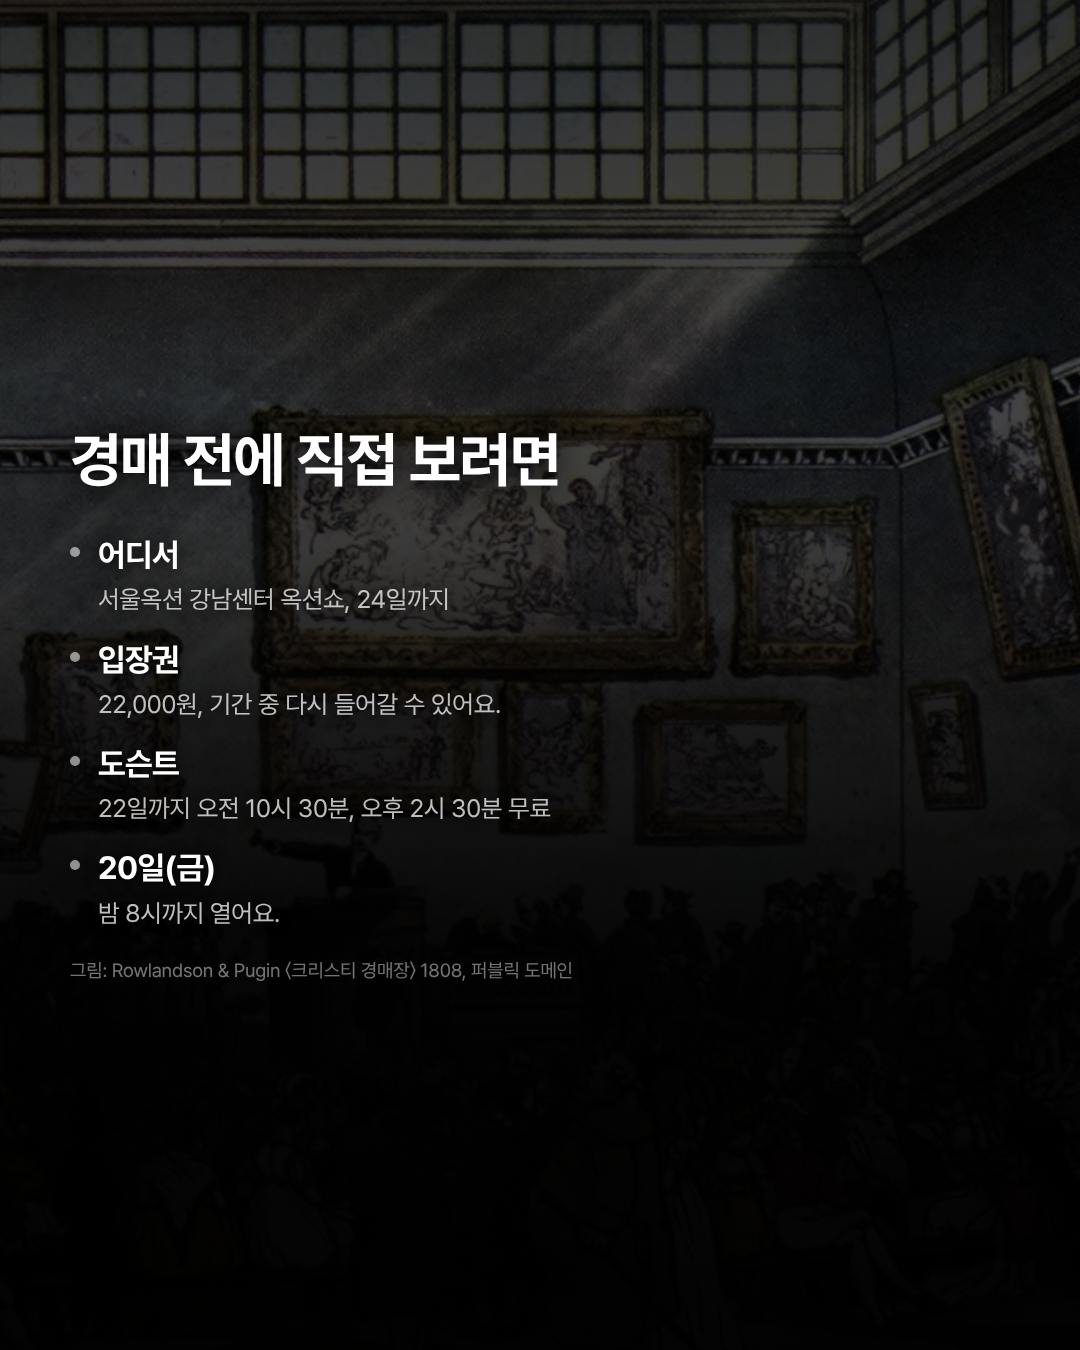 경매 전에 직접 보려면
어디서
서울옥션 강남센터 옥션쇼, 24일까지
입장권
22,000원, 기간 중 다시 들어갈 수 있어요.
도슨트
22일까지 오전 10시 30분, 오후 2시 30분 무료
20일(금)
밤 8시까지 열어요.
그림: Rowlandson & Pugin 〈크리스티 경매장〉 1808, 퍼블릭 도메인